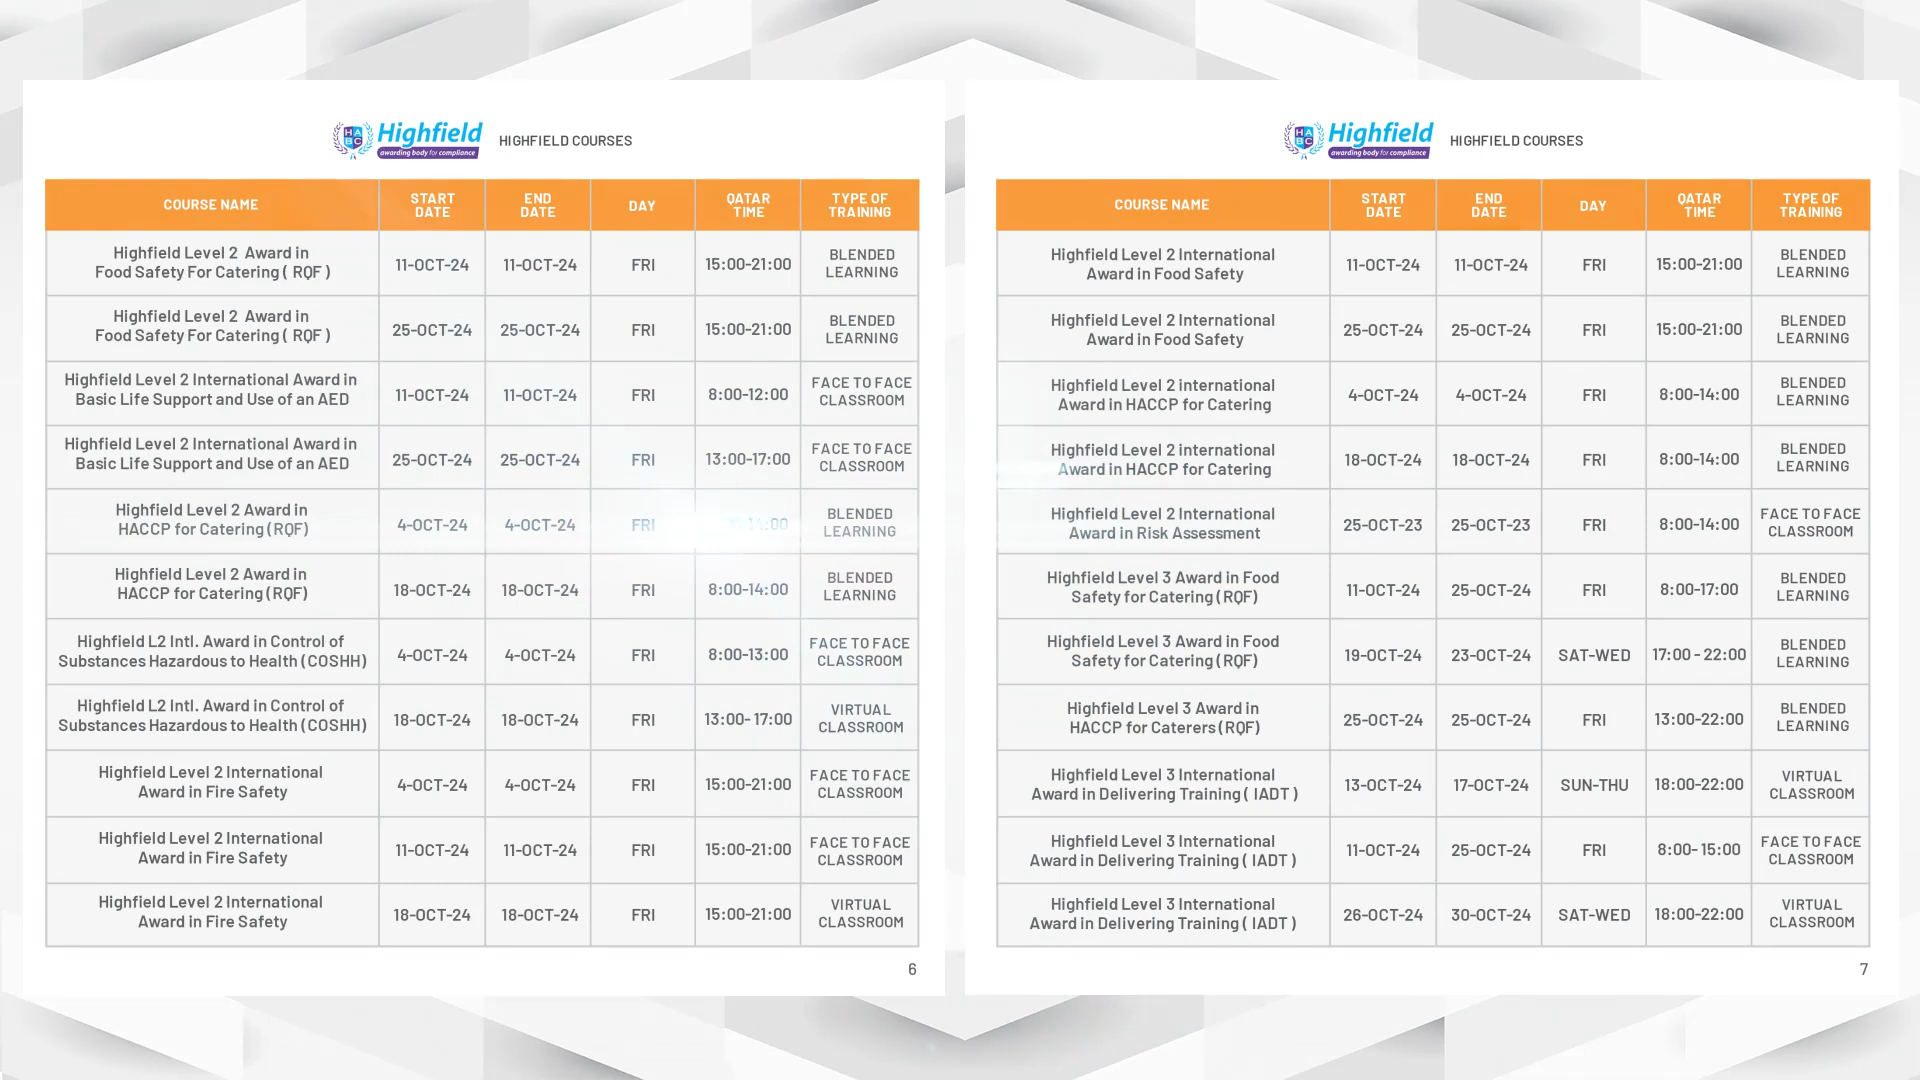 HABC
Highfield
awarding body for compliance
HIGHFIELD COURSES
COURSE NAME START DATE END DATE DAY QATAR TIME TYPE OF TRAINING
Highfield Level 2 Award in
Food Safety For Catering ( RQF ) 11-OCT-24 11-OCT-24 FRI 15:00-21:00 BLENDED LEARNING
Highfield Level 2 Award in
Food Safety For Catering ( RQF ) 25-OCT-24 25-OCT-24 FRI 15:00-21:00 BLENDED LEARNING
Highfield Level 2 International Award in
Basic Life Support and Use of an AED 11-OCT-24 11-OCT-24 FRI 8:00-12:00 FACE TO FACE CLASSROOM
Highfield Level 2 International Award in
Basic Life Support and Use of an AED 25-OCT-24 25-OCT-24 FRI 13:00-17:00 FACE TO FACE CLASSROOM
Highfield Level 2 Award in
HACCP for Catering (RQF) 4-OCT-24 4-OCT-24 FRI BLENDED LEARNING
Highfield Level 2 Award in
HACCP for Catering (RQF) 18-OCT-24 18-OCT-24 FRI 8:00-14:00 BLENDED LEARNING
Highfield L2 Intl. Award in Control of
Substances Hazardous to Health (COSHH) 4-OCT-24 4-OCT-24 FRI 8:00-13:00 FACE TO FACE CLASSROOM
Highfield L2 Intl. Award in Control of
Substances Hazardous to Health (COSHH) 18-OCT-24 18-OCT-24 FRI 13:00- 17:00 VIRTUAL CLASSROOM
Highfield Level 2 International
Award in Fire Safety 4-OCT-24 4-OCT-24 FRI 15:00-21:00 FACE TO FACE CLASSROOM
Highfield Level 2 International
Award in Fire Safety 11-OCT-24 11-OCT-24 FRI 15:00-21:00 FACE TO FACE CLASSROOM
Highfield Level 2 International
Award in Fire Safety 18-OCT-24 18-OCT-24 FRI 15:00-21:00 VIRTUAL CLASSROOM
6
HABC
Highfield
awarding body for compliance
HIGHFIELD COURSES
COURSE NAME START DATE END DATE DAY QATAR TIME TYPE OF TRAINING
Highfield Level 2 International
Award in Food Safety 11-OCT-24 11-OCT-24 FRI 15:00-21:00 BLENDED LEARNING
Highfield Level 2 International
Award in Food Safety 25-OCT-24 25-OCT-24 FRI 15:00-21:00 BLENDED LEARNING
Highfield Level 2 international
Award in HACCP for Catering 4-OCT-24 4-OCT-24 FRI 8:00-14:00 BLENDED LEARNING
Highfield Level 2 international
Award in HACCP for Catering 18-OCT-24 18-OCT-24 FRI 8:00-14:00 BLENDED LEARNING
Highfield Level 2 International
Award in Risk Assessment 25-OCT-23 25-OCT-23 FRI 8:00-14:00 FACE TO FACE CLASSROOM
Highfield Level 3 Award in Food
Safety for Catering (RQF) 11-OCT-24 25-OCT-24 FRI 8:00-17:00 BLENDED LEARNING
Highfield Level 3 Award in Food
Safety for Catering (RQF) 19-OCT-24 23-OCT-24 SAT-WED 17:00 - 22:00 BLENDED LEARNING
Highfield Level 3 Award in
HACCP for Caterers (RQF) 25-OCT-24 25-OCT-24 FRI 13:00-22:00 BLENDED LEARNING
Highfield Level 3 International
Award in Delivering Training ( IADT ) 13-OCT-24 17-OCT-24 SUN-THU 18:00-22:00 VIRTUAL CLASSROOM
Highfield Level 3 International
Award in Delivering Training ( IADT ) 11-OCT-24 25-OCT-24 FRI 8:00- 15:00 FACE TO FACE CLASSROOM
Highfield Level 3 International
Award in Delivering Training ( IADT ) 26-OCT-24 30-OCT-24 SAT-WED 18:00-22:00 VIRTUAL CLASSROOM
7